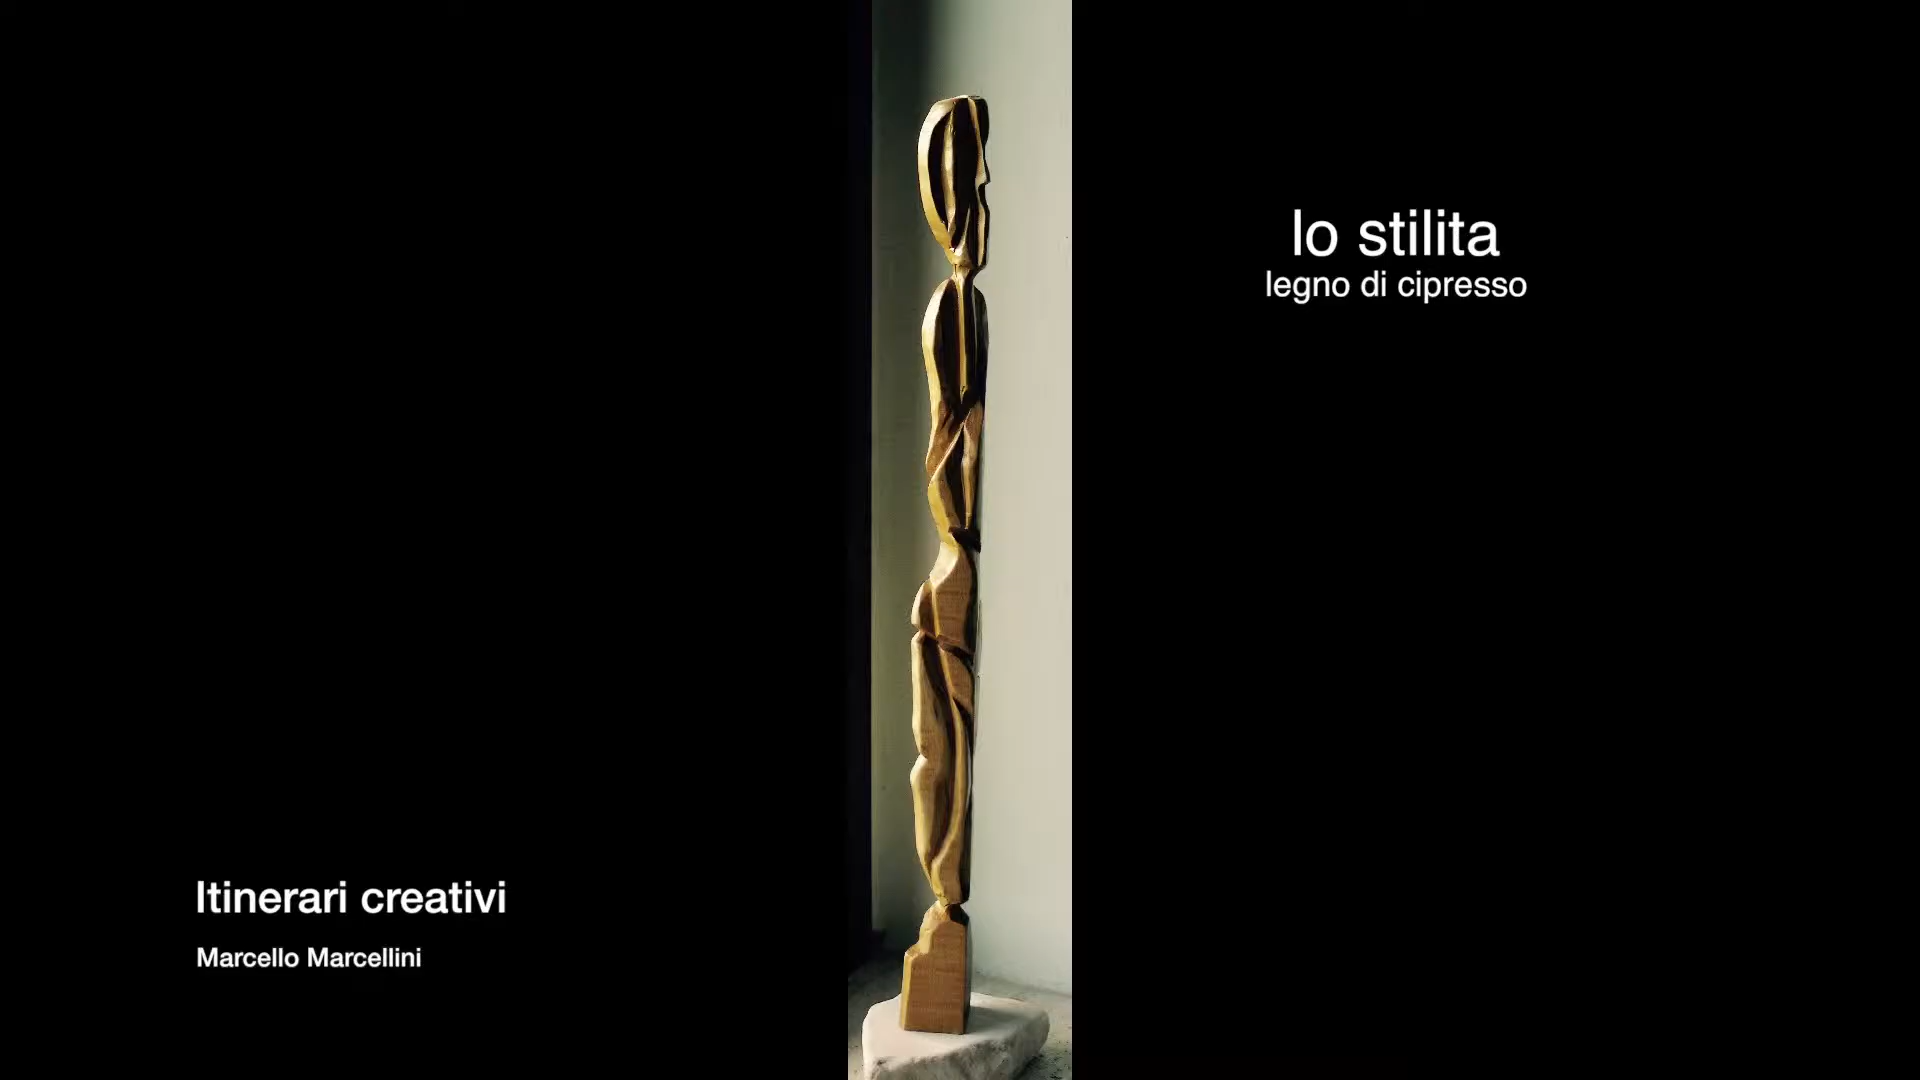 lo stilita
legno di cipresso
Itinerari creativi
Marcello Marcellini